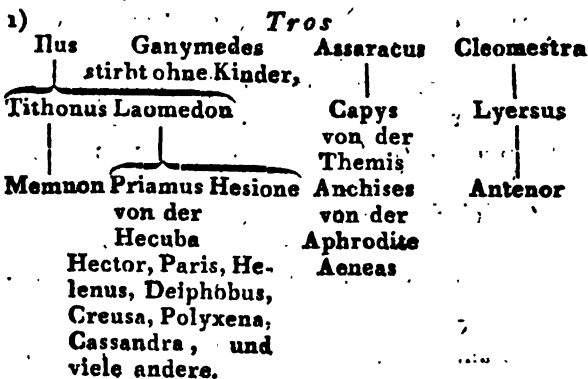 1) Tros
Ilus Ganymedes Assaracus Cleomestra
stirbt ohne Kinder,
Tithonus Laomedon Capys Lyersus
von der
Themis
Memnon Priamus Hesione Anchises Antenor
von der von der
Hecuba Aphrodite
Hector, Paris, He- Aeneas
lenus, Deiphobus,
Creusa, Polyxena,
Cassandra, und
viele andere.